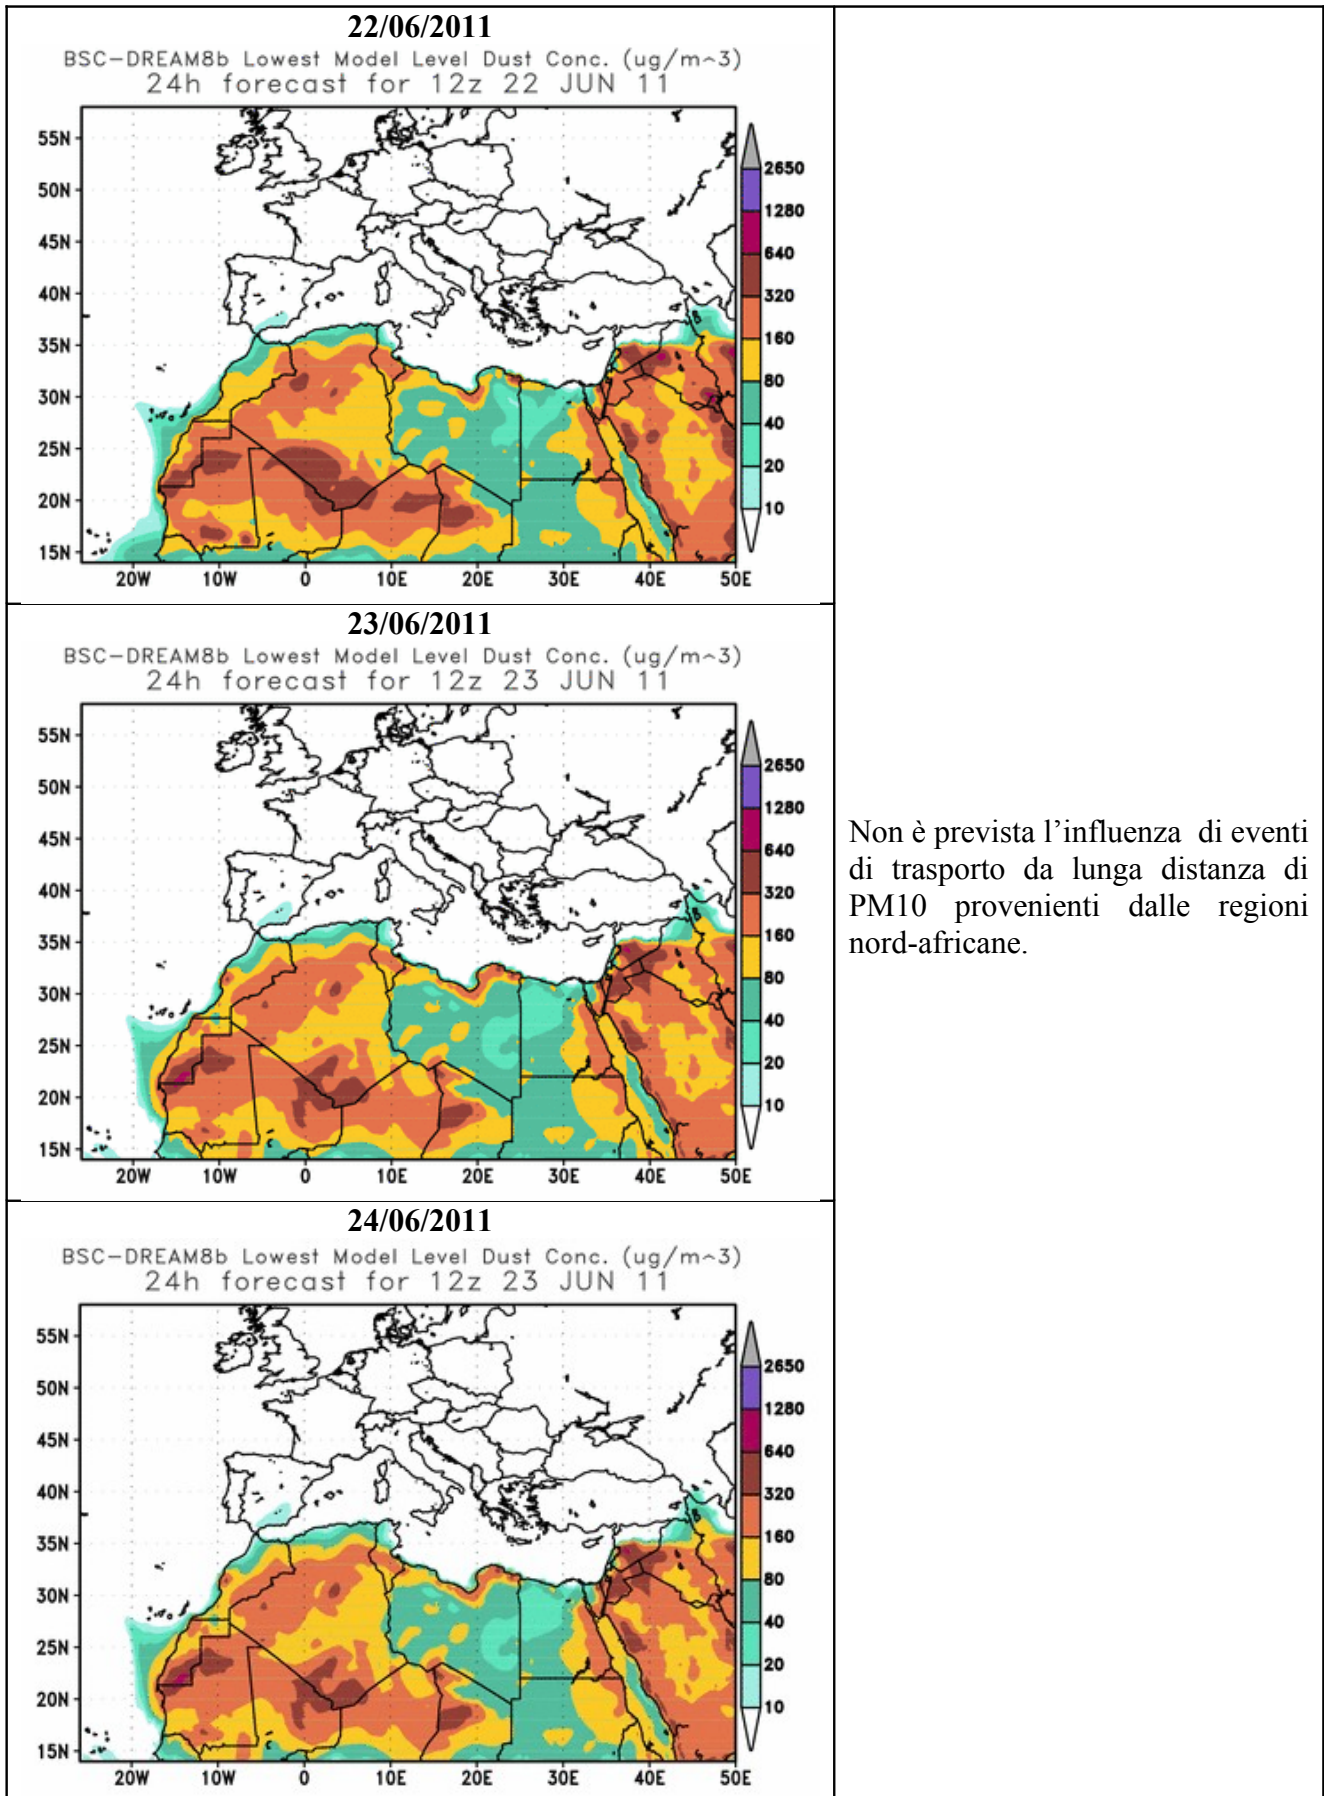 22/06/2011
BSC-DREAM8b Lowest Model Level Dust Conc. (ug/m^3)
24h forecast for 12z 22 JUN 11
55N
50N
45N
40N
35N
30N
25N
20N
15N
20W 10W 0 10E 20E 30E 40E 50E
2650
1280
640
320
160
80
40
20
10
23/06/2011
BSC-DREAM8b Lowest Model Level Dust Conc. (ug/m^3)
24h forecast for 12z 23 JUN 11
55N
50N
45N
40N
35N
30N
25N
20N
15N
20W 10W 0 10E 20E 30E 40E 50E
2650
1280
640
320
160
80
40
20
10
Non è prevista l’influenza di eventi
di trasporto da lunga distanza di
PM10 provenienti dalle regioni
nord-africane.
24/06/2011
BSC-DREAM8b Lowest Model Level Dust Conc. (ug/m^3)
24h forecast for 12z 23 JUN 11
55N
50N
45N
40N
35N
30N
25N
20N
15N
20W 10W 0 10E 20E 30E 40E 50E
2650
1280
640
320
160
80
40
20
10